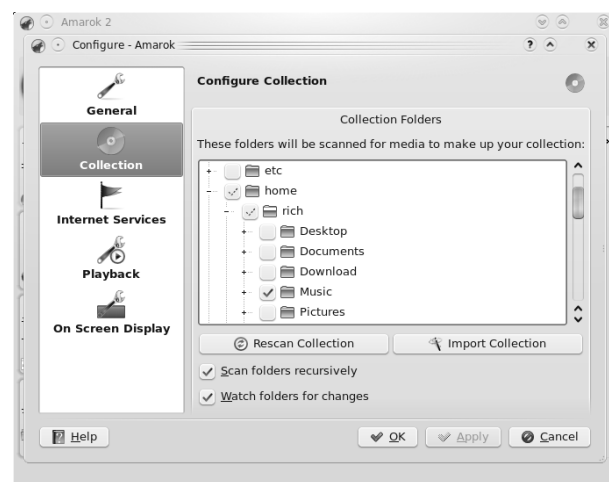 Amarok 2
Configure - Amarok
General
Collection
Internet Services
Playback
On Screen Display
Configure Collection
Collection Folders
These folders will be scanned for media to make up your collection:
etc
home
rich
Desktop
Documents
Download
Music
Pictures
Rescan Collection
Import Collection
Scan folders recursively
Watch folders for changes
Help
OK
Apply
Cancel